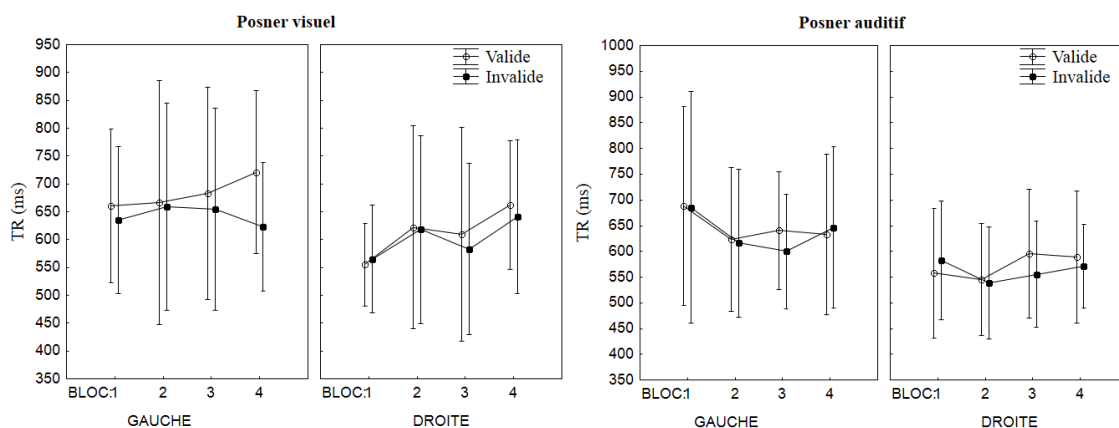 Posner visuel
950
900
850
800
750
700
650
600
550
500
450
400
350
TR (ms)
BLOC:1 2 3 4
GAUCHE
Valide
Invalide
1 2 3 4
DROITE
Posner auditif
1000
950
900
850
800
750
700
650
600
550
500
450
400
350
TR (ms)
BLOC:1 2 3 4
GAUCHE
Valide
Invalide
1 2 3 4
DROITE